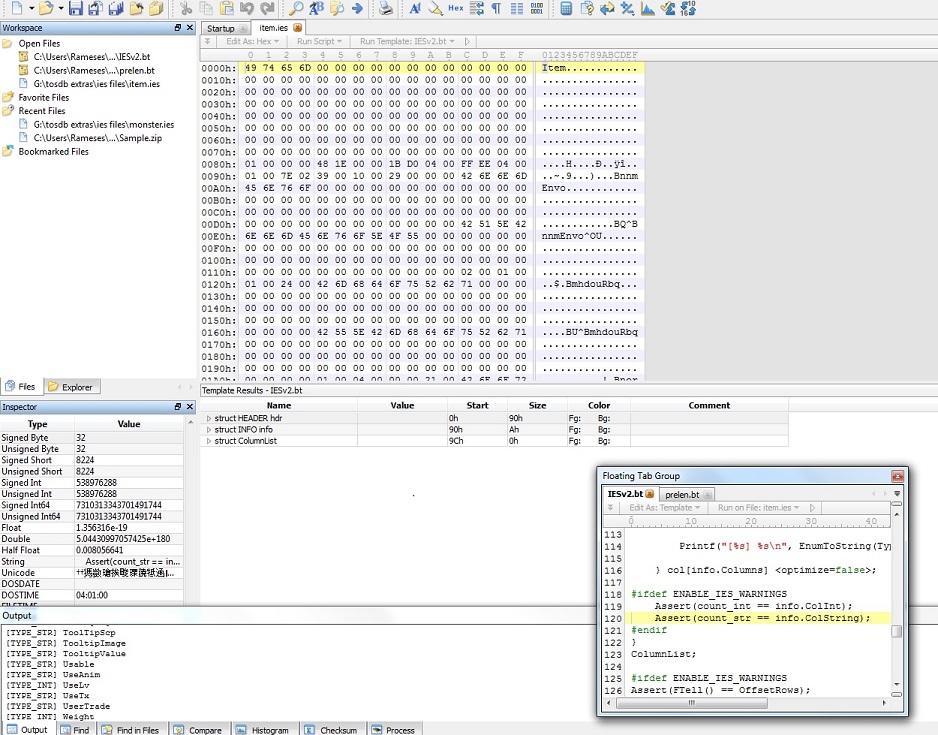 Workspace
Open Files
C:\Users\Rameses\...\IESv2.bt
C:\Users\Rameses\...\prelen.bt
G:\tosdb extras\ies files\item.ies
Favorite Files
Recent Files
G:\tosdb extras\ies files\monster.ies
C:\Users\Rameses\...\Sample.zip
Bookmarked Files
Files Explorer
Startup item.ies
Edit As: Hex Run Script Run Template: IESv2.bt
0 1 2 3 4 5 6 7 8 9 A B C D E F 0123456789ABCDEF
0000h: 49 74 65 6D 00 00 00 00 00 00 00 00 00 00 00 00 Item............
0010h: 00 00 00 00 00 00 00 00 00 00 00 00 00 00 00 00 ................
0020h: 00 00 00 00 00 00 00 00 00 00 00 00 00 00 00 00 ................
0030h: 00 00 00 00 00 00 00 00 00 00 00 00 00 00 00 00 ................
0040h: 00 00 00 00 00 00 00 00 00 00 00 00 00 00 00 00 ................
0050h: 00 00 00 00 00 00 00 00 00 00 00 00 00 00 00 00 ................
0060h: 00 00 00 00 00 00 00 00 00 00 00 00 00 00 00 00 ................
0070h: 00 00 00 00 00 00 00 00 00 00 00 00 00 00 00 00 ................
0080h: 01 00 00 00 48 1E 00 00 1B D0 04 00 FF EE 04 00 ....H....Ð..ÿî..
0090h: 01 00 7E 02 39 00 10 00 29 00 00 00 42 6E 6E 6D ..~.9...)...Bnnm
00A0h: 45 6E 76 6F 00 00 00 00 00 00 00 00 00 00 00 00 Envo............
00B0h: 00 00 00 00 00 00 00 00 00 00 00 00 00 00 00 00 ................
00C0h: 00 00 00 00 00 00 00 00 00 00 00 00 00 00 00 00 ................
00D0h: 00 00 00 00 00 00 00 00 00 00 00 00 42 51 5E 42 ............BQ^B
00E0h: 6E 6E 6D 45 6E 76 6F 5E 4F 55 00 00 00 00 00 00 nnmEnvo^OU......
00F0h: 00 00 00 00 00 00 00 00 00 00 00 00 00 00 00 00 ................
0100h: 00 00 00 00 00 00 00 00 00 00 00 00 00 00 00 00 ................
0110h: 00 00 00 00 00 00 00 00 00 00 00 00 02 00 01 00 ................
0120h: 01 00 24 00 42 6D 68 64 6F 75 52 62 71 00 00 00 ..$.BmhdouRbq...
0130h: 00 00 00 00 00 00 00 00 00 00 00 00 00 00 00 00 ................
0140h: 00 00 00 00 00 00 00 00 00 00 00 00 00 00 00 00 ................
0150h: 00 00 00 00 00 00 00 00 00 00 00 00 00 00 00 00 ................
0160h: 00 00 00 00 42 55 5E 42 6D 68 64 6F 75 52 62 71 ....BU^BmhdouRbq
0170h: 00 00 00 00 00 00 00 00 00 00 00 00 00 00 00 00 ................
0180h: 00 00 00 00 00 00 00 00 00 00 00 00 00 00 00 00 ................
0190h: 00 00 00 00 00 00 00 00 00 00 00 00 00 00 00 00 ................
Template Results - IESv2.bt
Name Value Start Size Color Comment
struct HEADER hdr 0h 90h Fg: Bg:
struct INFO info 90h Ah Fg: Bg:
struct ColumnList 9Ch 0h Fg: Bg:
Inspector
Type Value
Signed Byte 32
Unsigned Byte 32
Signed Short 8224
Unsigned Short 8224
Signed Int 538976288
Unsigned Int 538976288
Signed Int64 7310313343701491744
Unsigned Int64 7310313343701491744
Float 1.356316e-19
Double 5.04430997057425e+180
Half Float 0.008056641
String Assert(count_str == in...
Unicode
DOSDATE
DOSTIME 04:01:00
Floating Tab Group
IESv2.bt prelen.bt
Edit As: Template Run on File: item.ies
0 10 20 30 40
113
114 Printf("[%s] %s\n", EnumToString(Ty
115
116 } col[info.Columns] <optimize=false>;
117
118 #ifdef ENABLE_IES_WARNINGS
119 Assert(count_int == info.ColInt);
120 Assert(count_str == info.ColString);
121 #endif
122 }
123 ColumnList;
124
125 #ifdef ENABLE_IES_WARNINGS
126 Assert(FTell() == OffsetRows);
Output
[TYPE_STR] ToolTipScp
[TYPE_STR] TooltipImage
[TYPE_STR] TooltipValue
[TYPE_STR] Usable
[TYPE_STR] UseAnim
[TYPE_INT] UseLv
[TYPE_STR] UseTx
[TYPE_STR] UserTrade
[TYPE_INT] Weight
Output Find Find in Files Compare Histogram Checksum Process